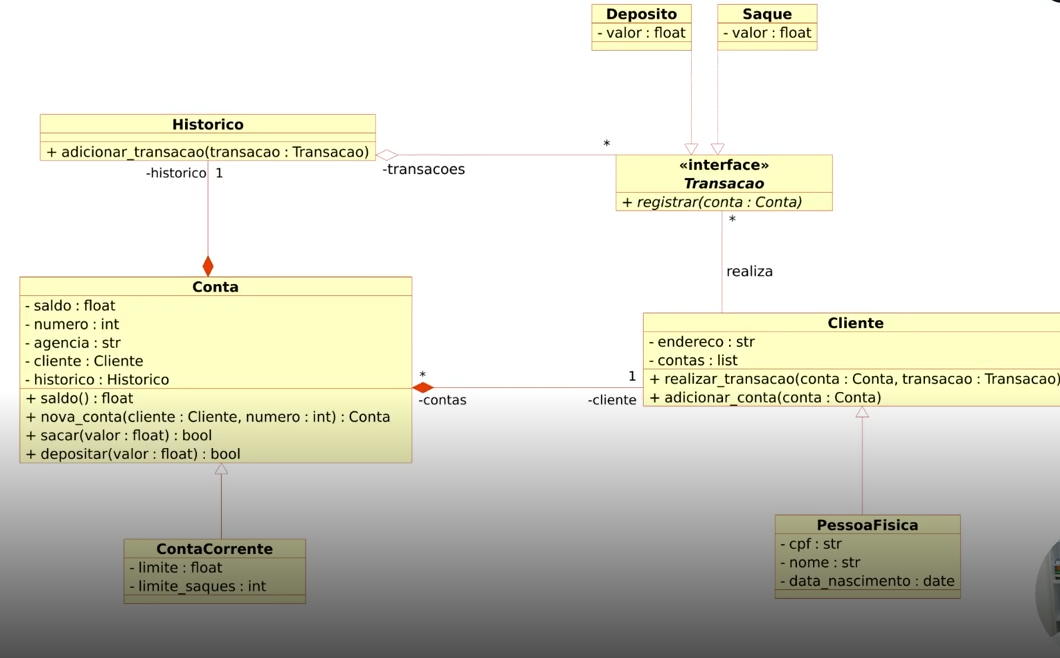 Deposito
- valor : float
Saque
- valor : float
Historico
+ adicionar_transacao(transacao : Transacao)
-historico 1
-transacoes
*
«interface»
Transacao
+ registrar(conta : Conta)
*
realiza
Conta
- saldo : float
- numero : int
- agencia : str
- cliente : Cliente
- historico : Historico
+ saldo() : float
+ nova_conta(cliente : Cliente, numero : int) : Conta
+ sacar(valor : float) : bool
+ depositar(valor : float) : bool
*
-contas
1
-cliente
Cliente
- endereco : str
- contas : list
+ realizar_transacao(conta : Conta, transacao : Transacao)
+ adicionar_conta(conta : Conta)
ContaCorrente
- limite : float
- limite_saques : int
PessoaFisica
- cpf : str
- nome : str
- data_nascimento : date